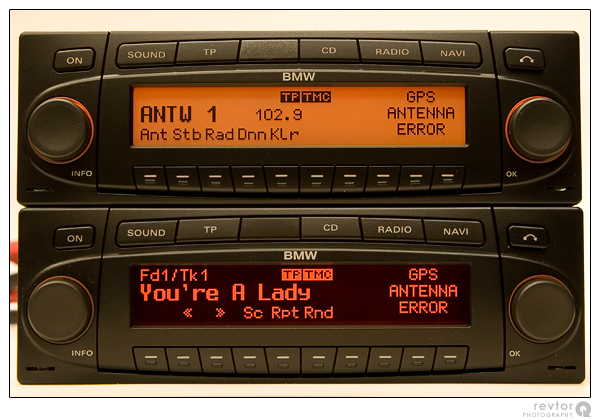 ON SOUND TP CD RADIO NAVI
BMW
TP TMC GPS
ANTW 1 102.9 ANTENNA
Ant Stb Rad Dnn KLr ERROR
INFO OK
ON SOUND TP CD RADIO NAVI
BMW
Fd1/Tk1 TP TMC GPS
You're A Lady ANTENNA
« » Sc Rpt Rnd ERROR
INFO OK
revtor
PHOTOGRAPHY